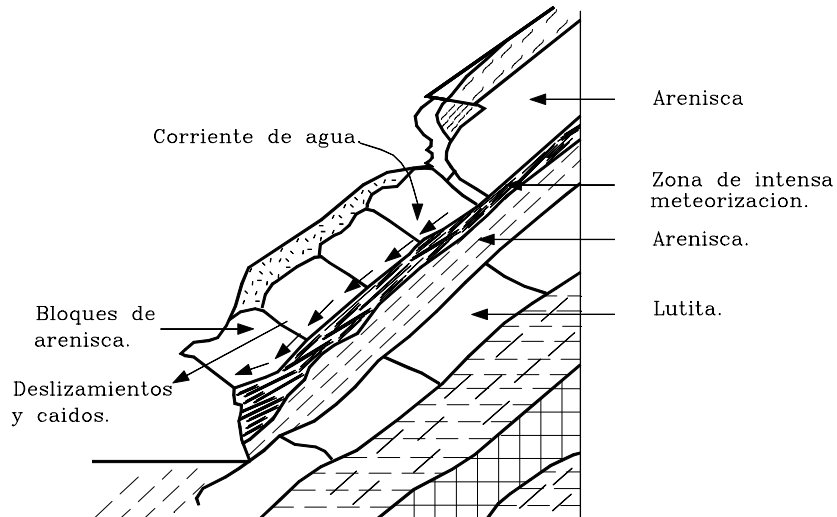 Arenisca
Corriente de agua.
Zona de intensa
meteorizacion.
Arenisca.
Lutita.
Bloques de
arenisca.
Deslizamientos
y caidos.